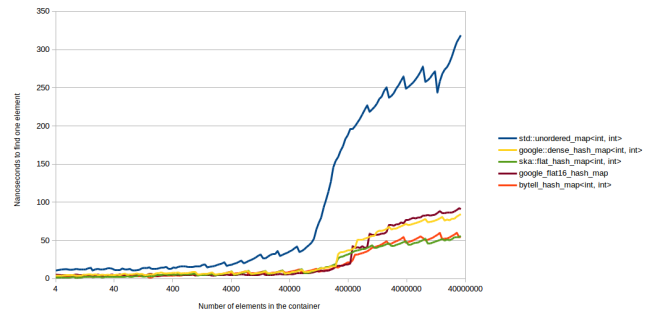 350
300
250
200
150
100
50
0
Nanoseconds to find one element
4 40 400 4000 40000 400000 4000000 40000000
Number of elements in the container
std::unordered_map<int, int>
google::dense_hash_map<int, int>
ska::flat_hash_map<int, int>
google_flat16_hash_map
bytell_hash_map<int, int>